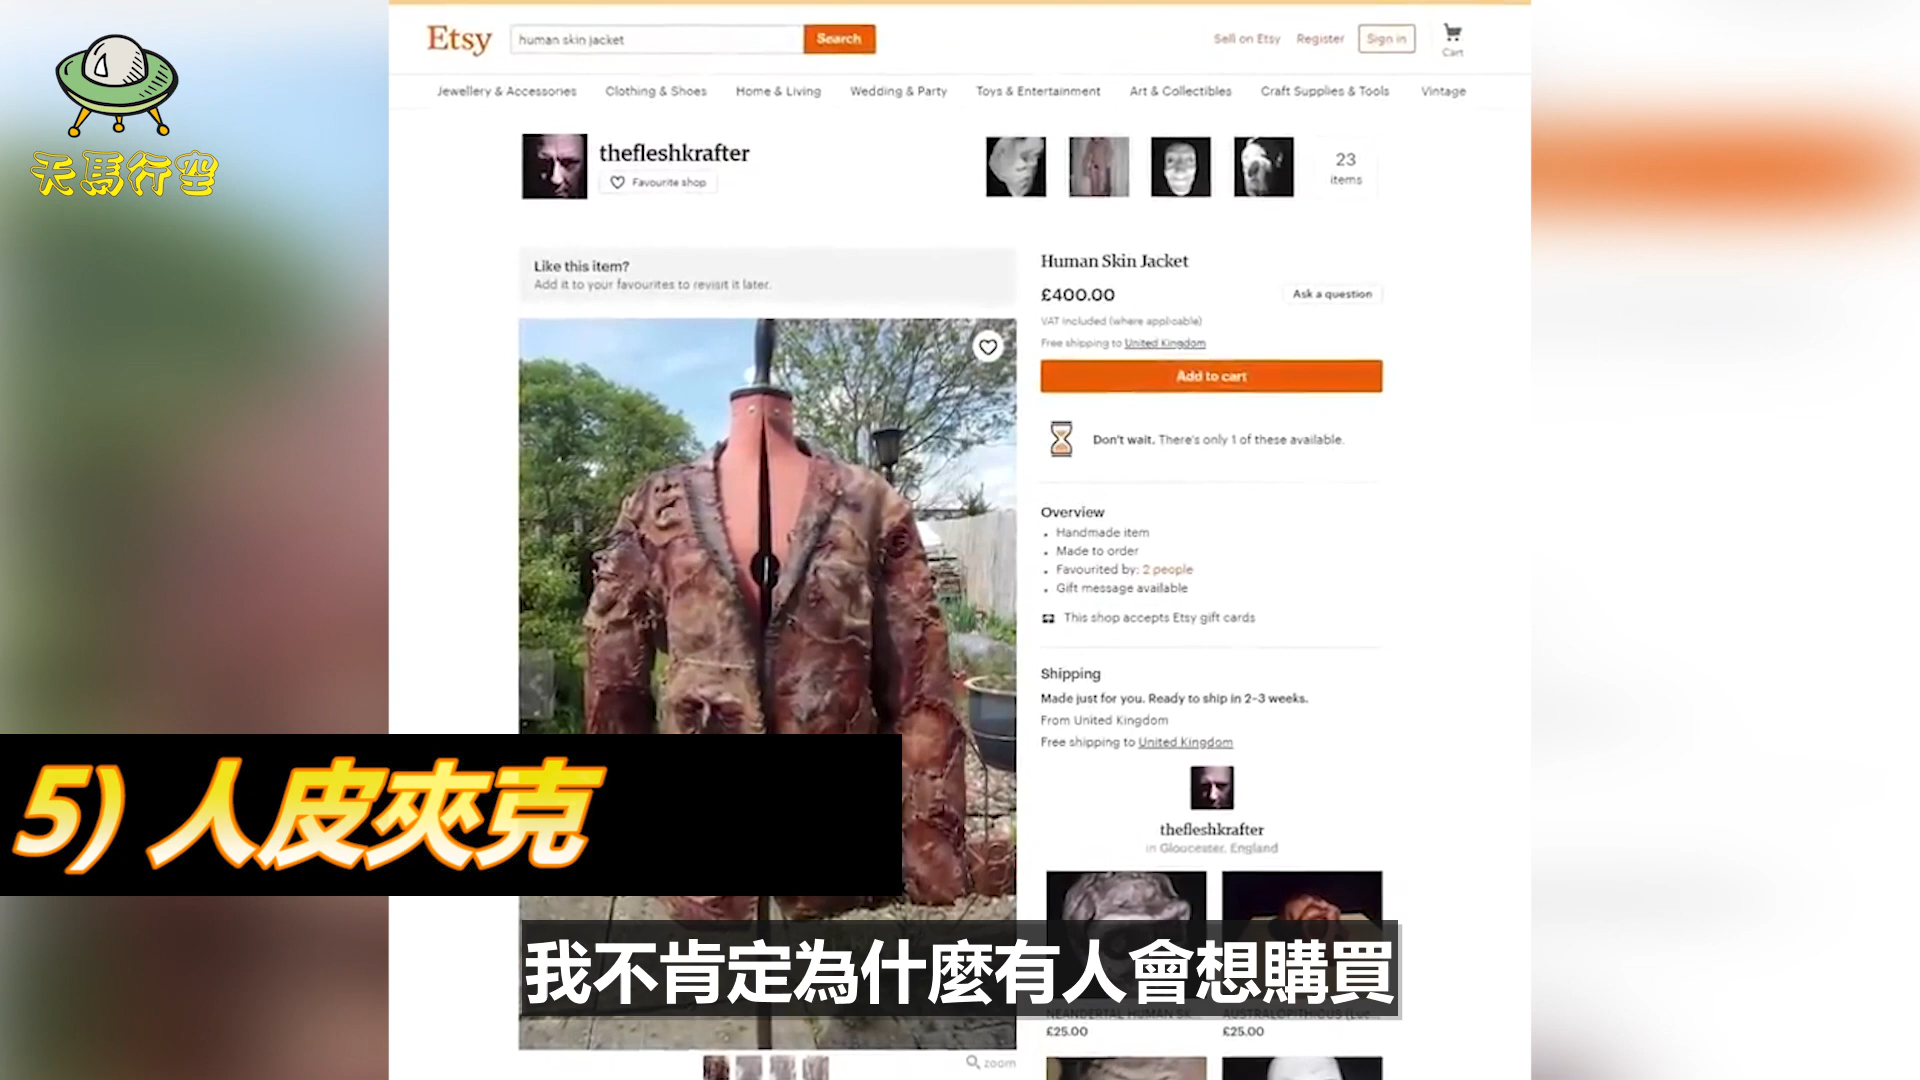 天馬行空
Etsy
human skin jacket
Search
Sell on Etsy
Register
Sign in
Cart
Jewellery & Accessories
Clothing & Shoes
Home & Living
Wedding & Party
Toys & Entertainment
Art & Collectibles
Craft Supplies & Tools
Vintage
thefleshkrafter
Favourite shop
23
items
Like this item?
Add it to your favourites to revisit it later.
Human Skin Jacket
£400.00
Ask a question
VAT included (where applicable)
Free shipping to United Kingdom
Add to cart
Don't wait. There's only 1 of these available.
Overview
Handmade item
Made to order
Favourited by: 2 people
Gift message available
This shop accepts Etsy gift cards
Shipping
Made just for you. Ready to ship in 2-3 weeks.
From United Kingdom
Free shipping to United Kingdom
thefleshkrafter
in Gloucester, England
5) 人皮夾克
我不肯定為什麼有人會想購買
NEANDERTAL HUMAN SK...
AUSTRALOPITHICUS (Luc...
£25.00
£25.00
zoom